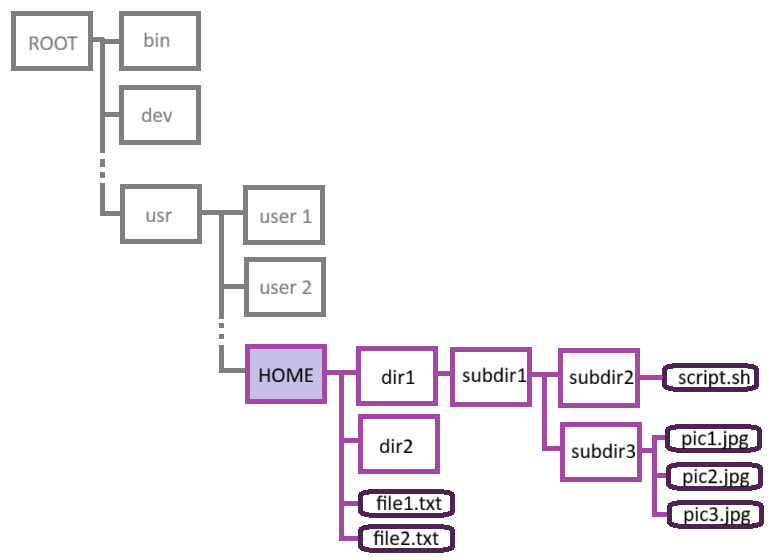 ROOT
bin
dev
usr
user 1
user 2
HOME
dir1
subdir1
subdir2
script.sh
subdir3
pic1.jpg
pic2.jpg
pic3.jpg
dir2
file1.txt
file2.txt